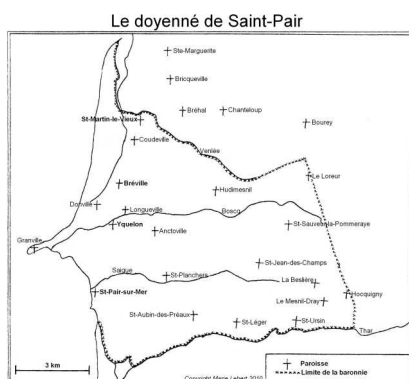 Le doyenné de Saint-Pair
Ste-Marguerite
Bricqueville
Bréhal
Chanteloup
St-Martin-le-Vieux
Bourey
Coudeville
Venlée
Le Loreur
Bréville
Hudimesnil
Donville
Longueville
Boscq
Yquelon
Anctoville
St-Sauveur-la-Pommeraye
Granville
St-Jean-des-Champs
Saigue
St-Planchers
La Beslière
St-Pair-sur-Mer
Le Mesnil-Dray
Hocquigny
St-Aubin-des-Préaux
St-Léger
St-Ursin
Thar
3 km
Copyright Marie Lebert 2010
Paroisse
Limite de la baronnie